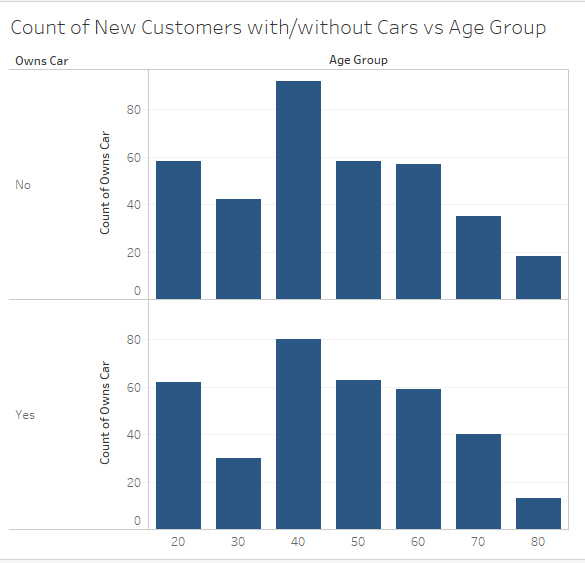 Count of New Customers with/without Cars vs Age Group
Owns Car
Age Group
No
Count of Owns Car
80
60
40
20
0
Yes
Count of Owns Car
80
60
40
20
0
20 30 40 50 60 70 80